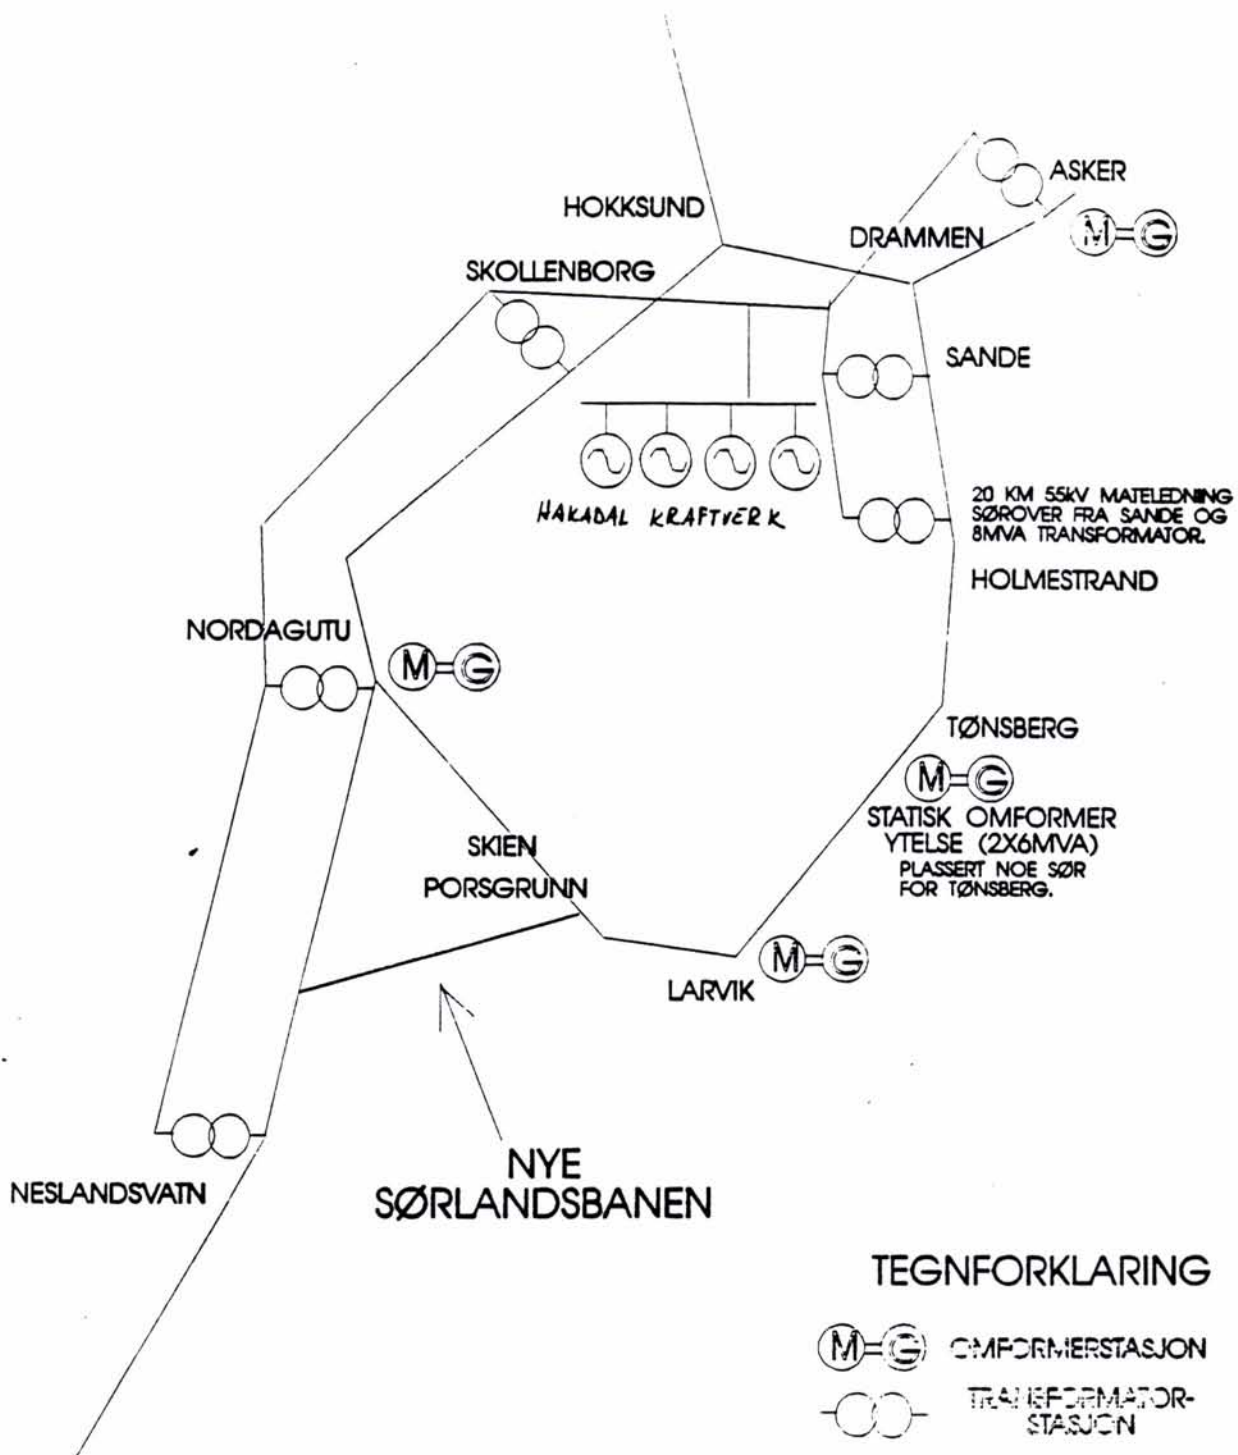 ASKER
HOKKSUND
DRAMMEN
M=G
SKOLLENBORG
SANDE
HAKADAL KRAFTVERK
20 KM 55KV MATELEDNING
SØROVER FRA SANDE OG
8MVA TRANSFORMATOR.
HOLMESTRAND
NORDAGUTU
M=G
TØNSBERG
M=G
STATISK OMFORMER
YTELSE (2X6MVA)
PLASSERT NOE SØR
FOR TØNSBERG.
SKIEN
PORSGRUNN
M=G
LARVIK
NYE
SØRLANDSBANEN
NESLANDSVATN
TEGNFORKLARING
M=G OMFORMERSTASJON
TRANSFORMATOR-
STASJON